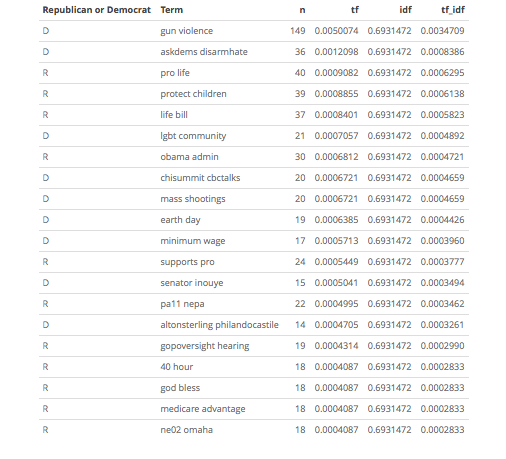 Republican or Democrat Term n tf idf tf_idf
D gun violence 149 0.0050074 0.6931472 0.0034709
D askdems disarmhate 36 0.0012098 0.6931472 0.0008386
R pro life 40 0.0009082 0.6931472 0.0006295
R protect children 39 0.0008855 0.6931472 0.0006138
R life bill 37 0.0008401 0.6931472 0.0005823
D lgbt community 21 0.0007057 0.6931472 0.0004892
R obama admin 30 0.0006812 0.6931472 0.0004721
D chisummit cbctalks 20 0.0006721 0.6931472 0.0004659
D mass shootings 20 0.0006721 0.6931472 0.0004659
D earth day 19 0.0006385 0.6931472 0.0004426
D minimum wage 17 0.0005713 0.6931472 0.0003960
R supports pro 24 0.0005449 0.6931472 0.0003777
D senator inouye 15 0.0005041 0.6931472 0.0003494
R pa11 nepa 22 0.0004995 0.6931472 0.0003462
D altonsterling philandocastile 14 0.0004705 0.6931472 0.0003261
R gopoversight hearing 19 0.0004314 0.6931472 0.0002990
R 40 hour 18 0.0004087 0.6931472 0.0002833
R god bless 18 0.0004087 0.6931472 0.0002833
R medicare advantage 18 0.0004087 0.6931472 0.0002833
R ne02 omaha 18 0.0004087 0.6931472 0.0002833